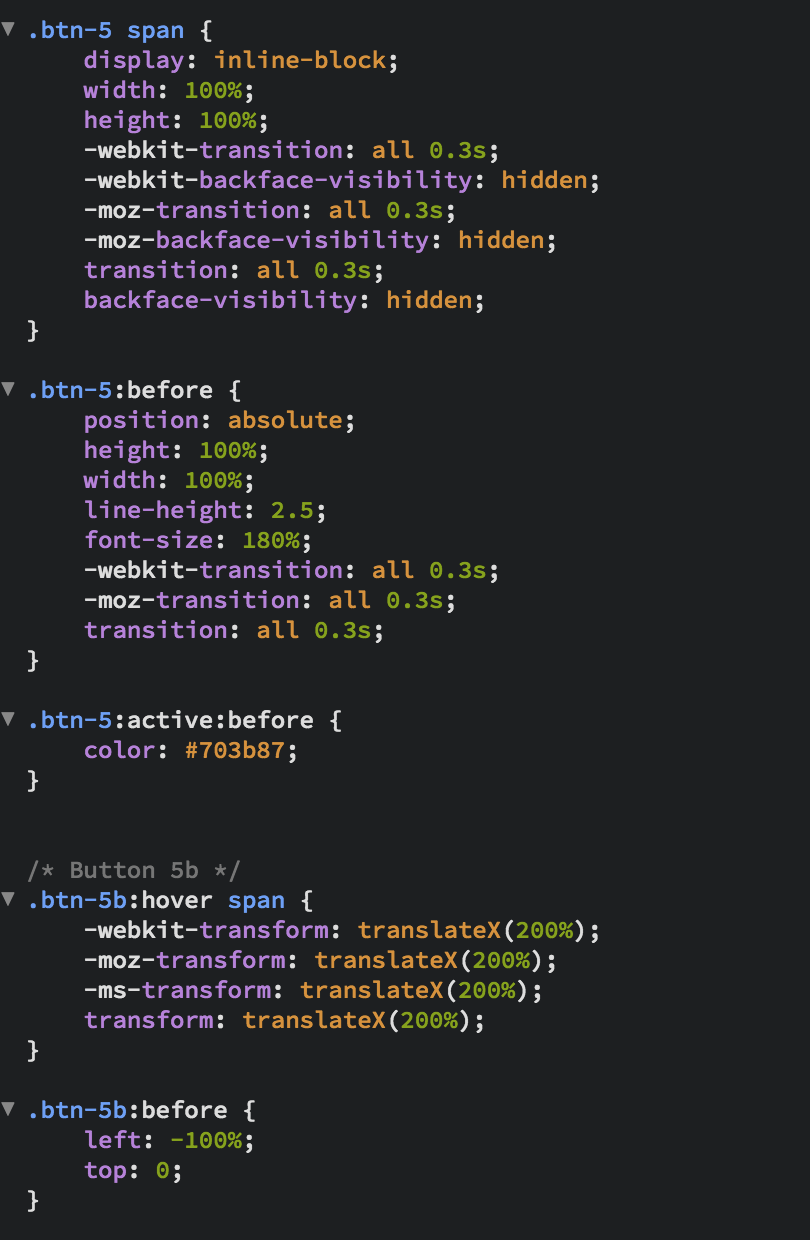 .btn-5 span {
    display: inline-block;
    width: 100%;
    height: 100%;
    -webkit-transition: all 0.3s;
    -webkit-backface-visibility: hidden;
    -moz-transition: all 0.3s;
    -moz-backface-visibility: hidden;
    transition: all 0.3s;
    backface-visibility: hidden;
}

.btn-5:before {
    position: absolute;
    height: 100%;
    width: 100%;
    line-height: 2.5;
    font-size: 180%;
    -webkit-transition: all 0.3s;
    -moz-transition: all 0.3s;
    transition: all 0.3s;
}

.btn-5:active:before {
    color: #703b87;
}


/* Button 5b */
.btn-5b:hover span {
    -webkit-transform: translateX(200%);
    -moz-transform: translateX(200%);
    -ms-transform: translateX(200%);
    transform: translateX(200%);
}

.btn-5b:before {
    left: -100%;
    top: 0;
}